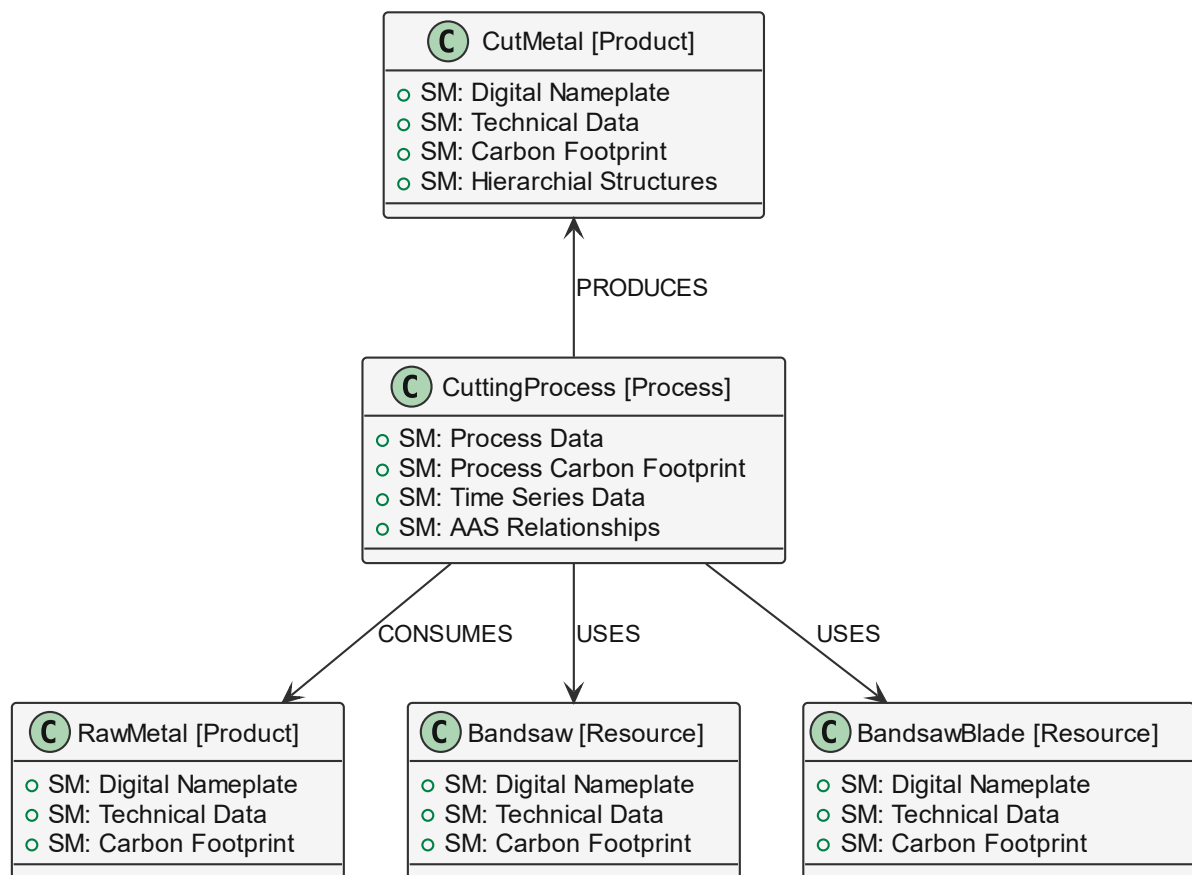 C CutMetal [Product]
SM: Digital Nameplate
SM: Technical Data
SM: Carbon Footprint
SM: Hierarchial Structures
PRODUCES
C CuttingProcess [Process]
SM: Process Data
SM: Process Carbon Footprint
SM: Time Series Data
SM: AAS Relationships
CONSUMES
USES
USES
C RawMetal [Product]
SM: Digital Nameplate
SM: Technical Data
SM: Carbon Footprint
C Bandsaw [Resource]
SM: Digital Nameplate
SM: Technical Data
SM: Carbon Footprint
C BandsawBlade [Resource]
SM: Digital Nameplate
SM: Technical Data
SM: Carbon Footprint